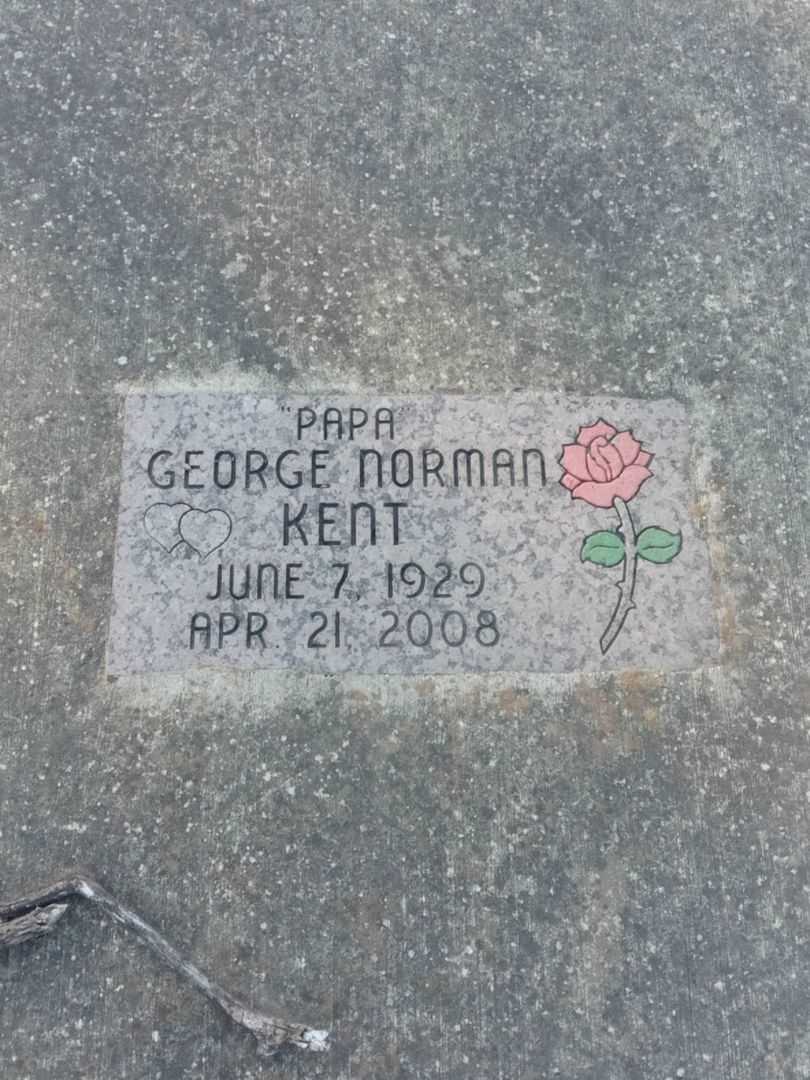 "PAPA"
GEORGE NORMAN
KENT
JUNE 7, 1929
APR. 21, 2008